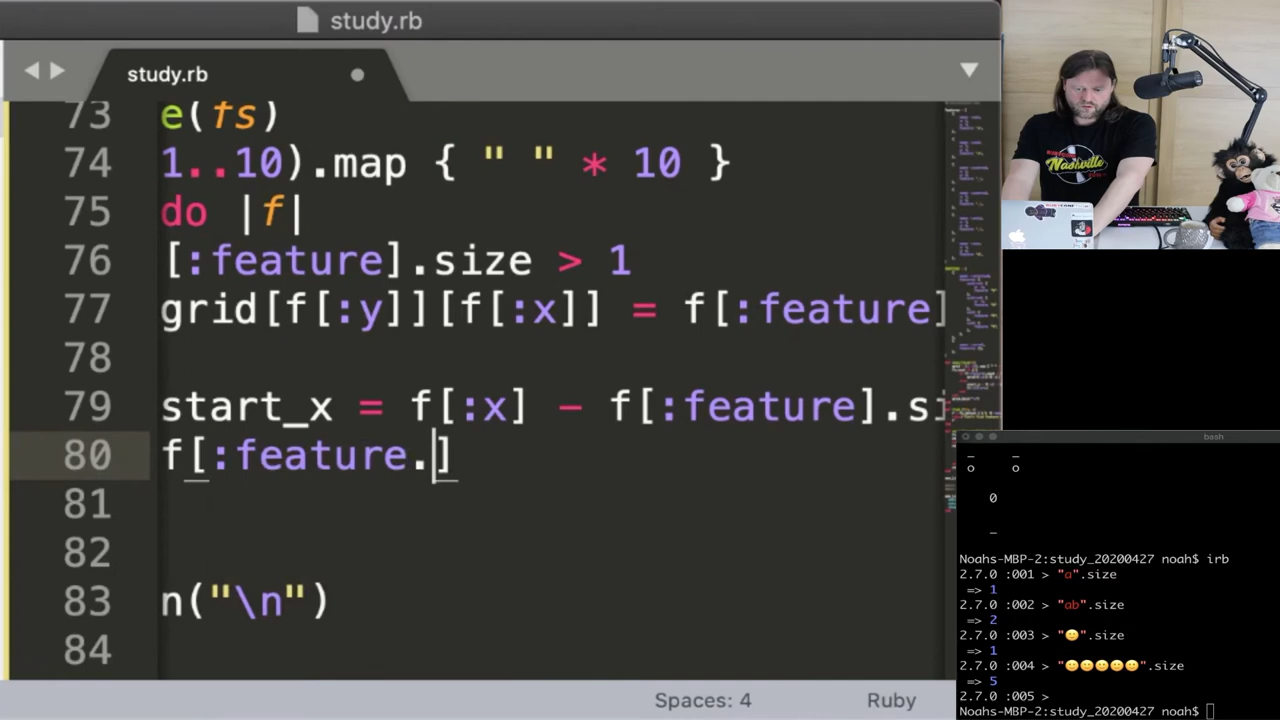 study.rb
study.rb
73 e(fs)
74 1..10).map { " " * 10 }
75 do |f|
76 [:feature].size > 1
77 grid[f[:y]][f[:x]] = f[:feature]
78
79 start_x = f[:x] - f[:feature].si
80 f[:feature.]
81
82
83 n("\n")
84
Spaces: 4 Ruby
Nashville
bash
_ _
o o
0
_
Noahs-MBP-2:study_20200427 noah$ irb
2.7.0 :001 > "a".size
=> 1
2.7.0 :002 > "ab".size
=> 2
2.7.0 :003 > "🙂".size
=> 1
2.7.0 :004 > "🙂🙂🙂🙂🙂".size
=> 5
2.7.0 :005 >
Noahs-MBP-2:study_20200427 noah$